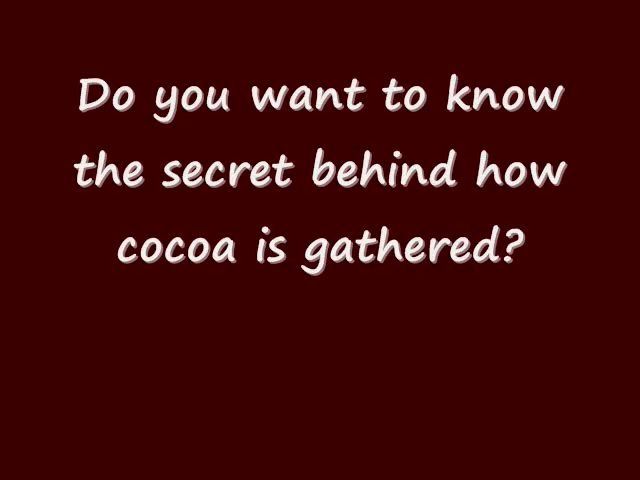 Do you want to know
the secret behind how
cocoa is gathered?